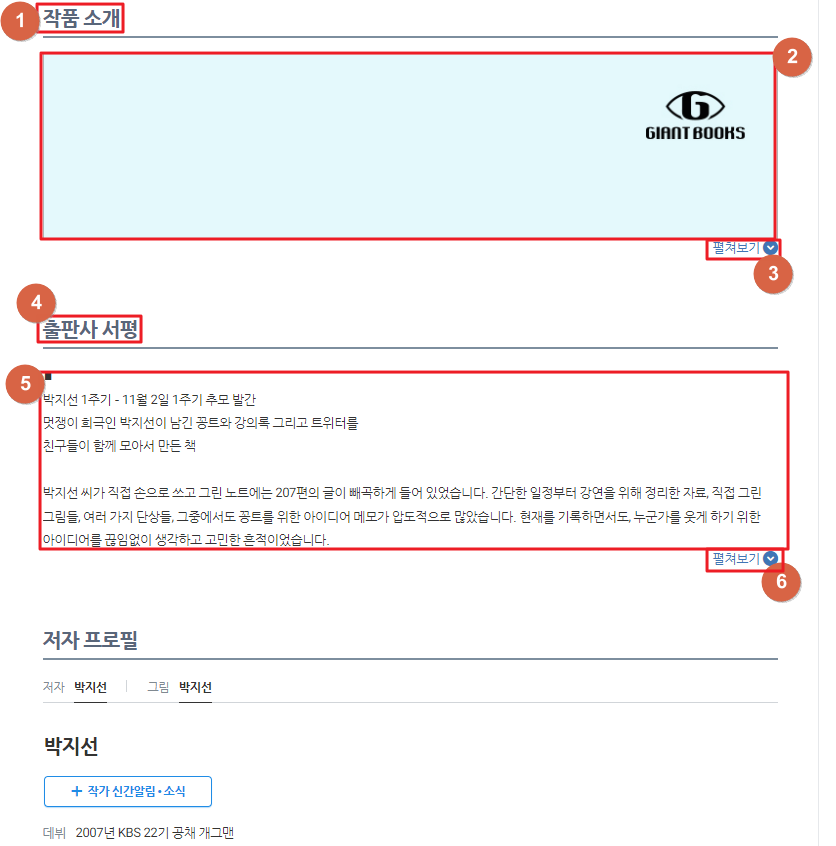 1 작품 소개
2
GIANT BOOKS
펼쳐보기
3
4
출판사 서평
5
박지선 1주기 - 11월 2일 1주기 추모 발간
멋쟁이 희극인 박지선이 남긴 꽁트와 강의록 그리고 트위터를
친구들이 함께 모아서 만든 책
박지선 씨가 직접 손으로 쓰고 그린 노트에는 207편의 글이 빼곡하게 들어 있었습니다. 간단한 일정부터 강연을 위해 정리한 자료, 직접 그린
그림들, 여러 가지 단상들, 그중에서도 꽁트를 위한 아이디어 메모가 압도적으로 많았습니다. 현재를 기록하면서도, 누군가를 웃게 하기 위한
아이디어를 끊임없이 생각하고 고민한 흔적이었습니다.
펼쳐보기
6
저자 프로필
저자 박지선 그림 박지선
박지선
+ 작가 신간알림 • 소식
데뷔 2007년 KBS 22기 공채 개그맨